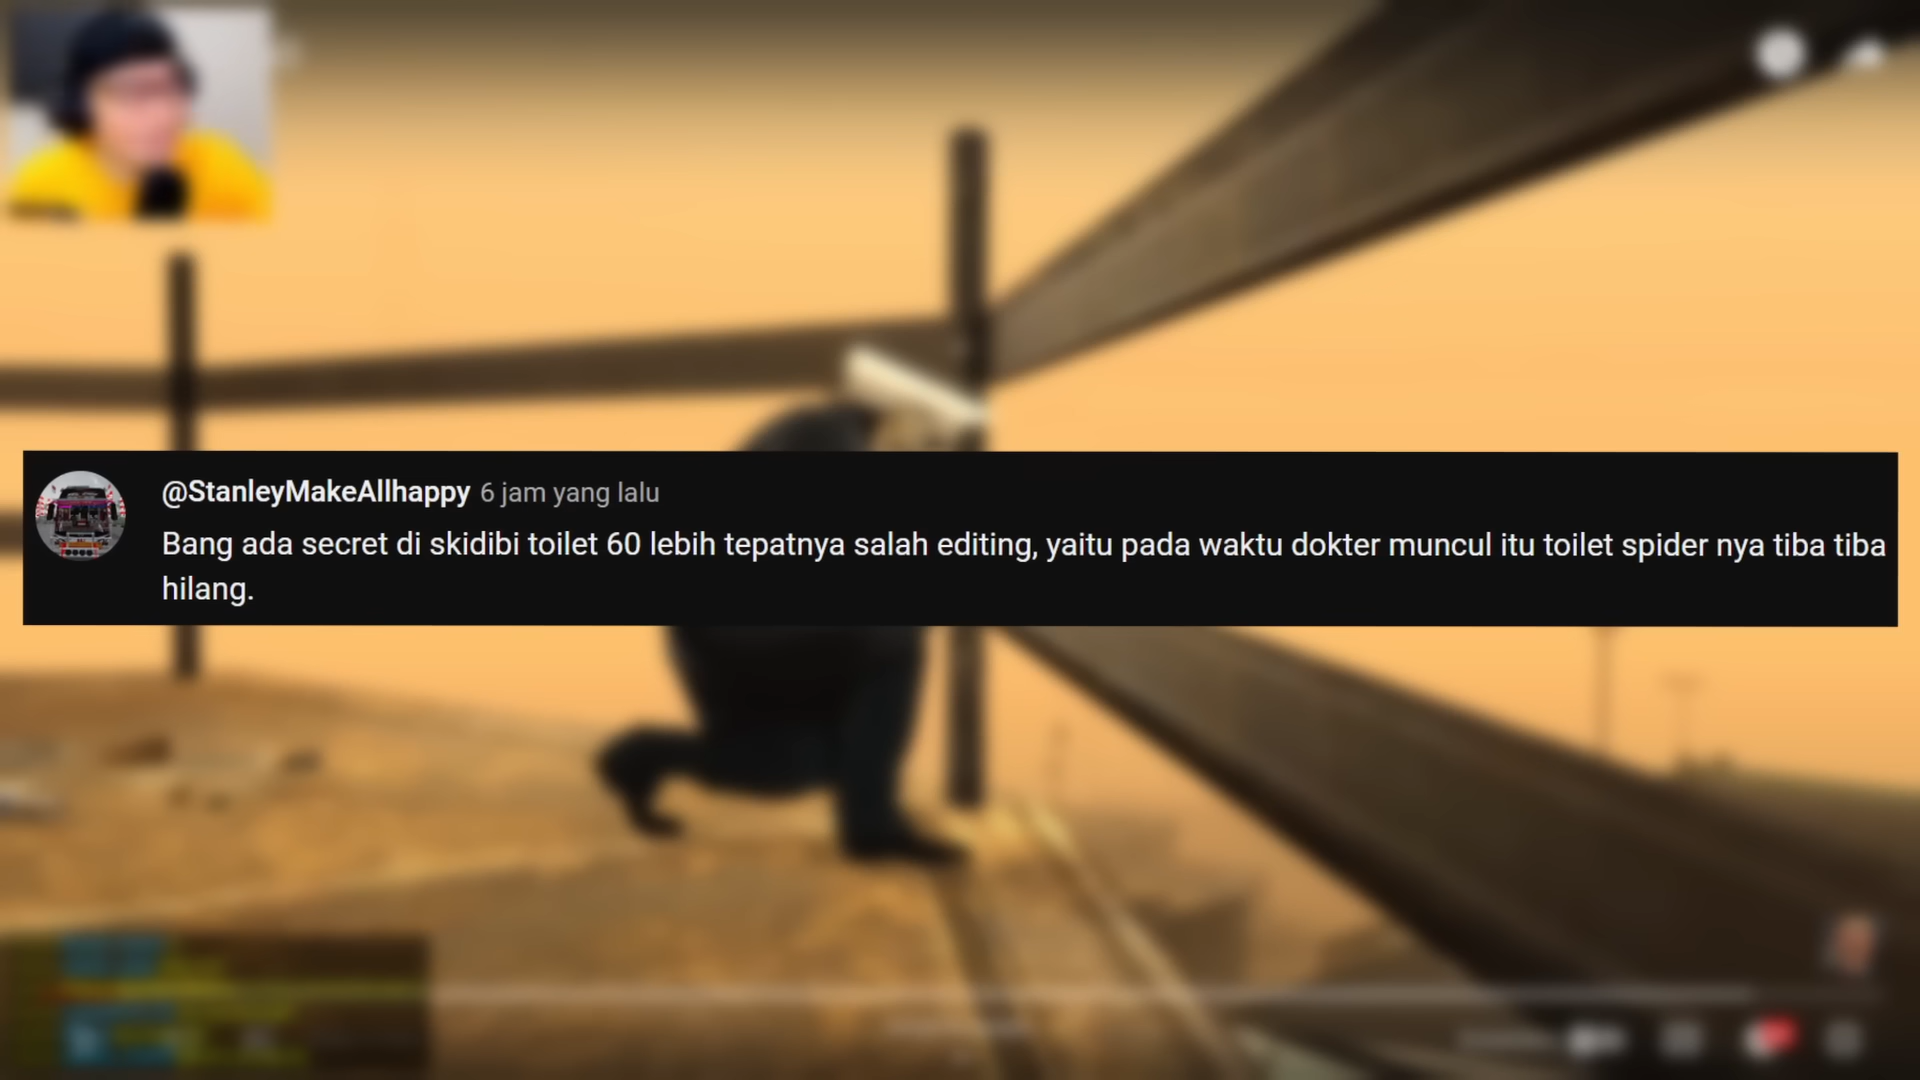 @StanleyMakeAllhappy 6 jam yang lalu
Bang ada secret di skidibi toilet 60 lebih tepatnya salah editing, yaitu pada waktu dokter muncul itu toilet spider nya tiba tiba
hilang.